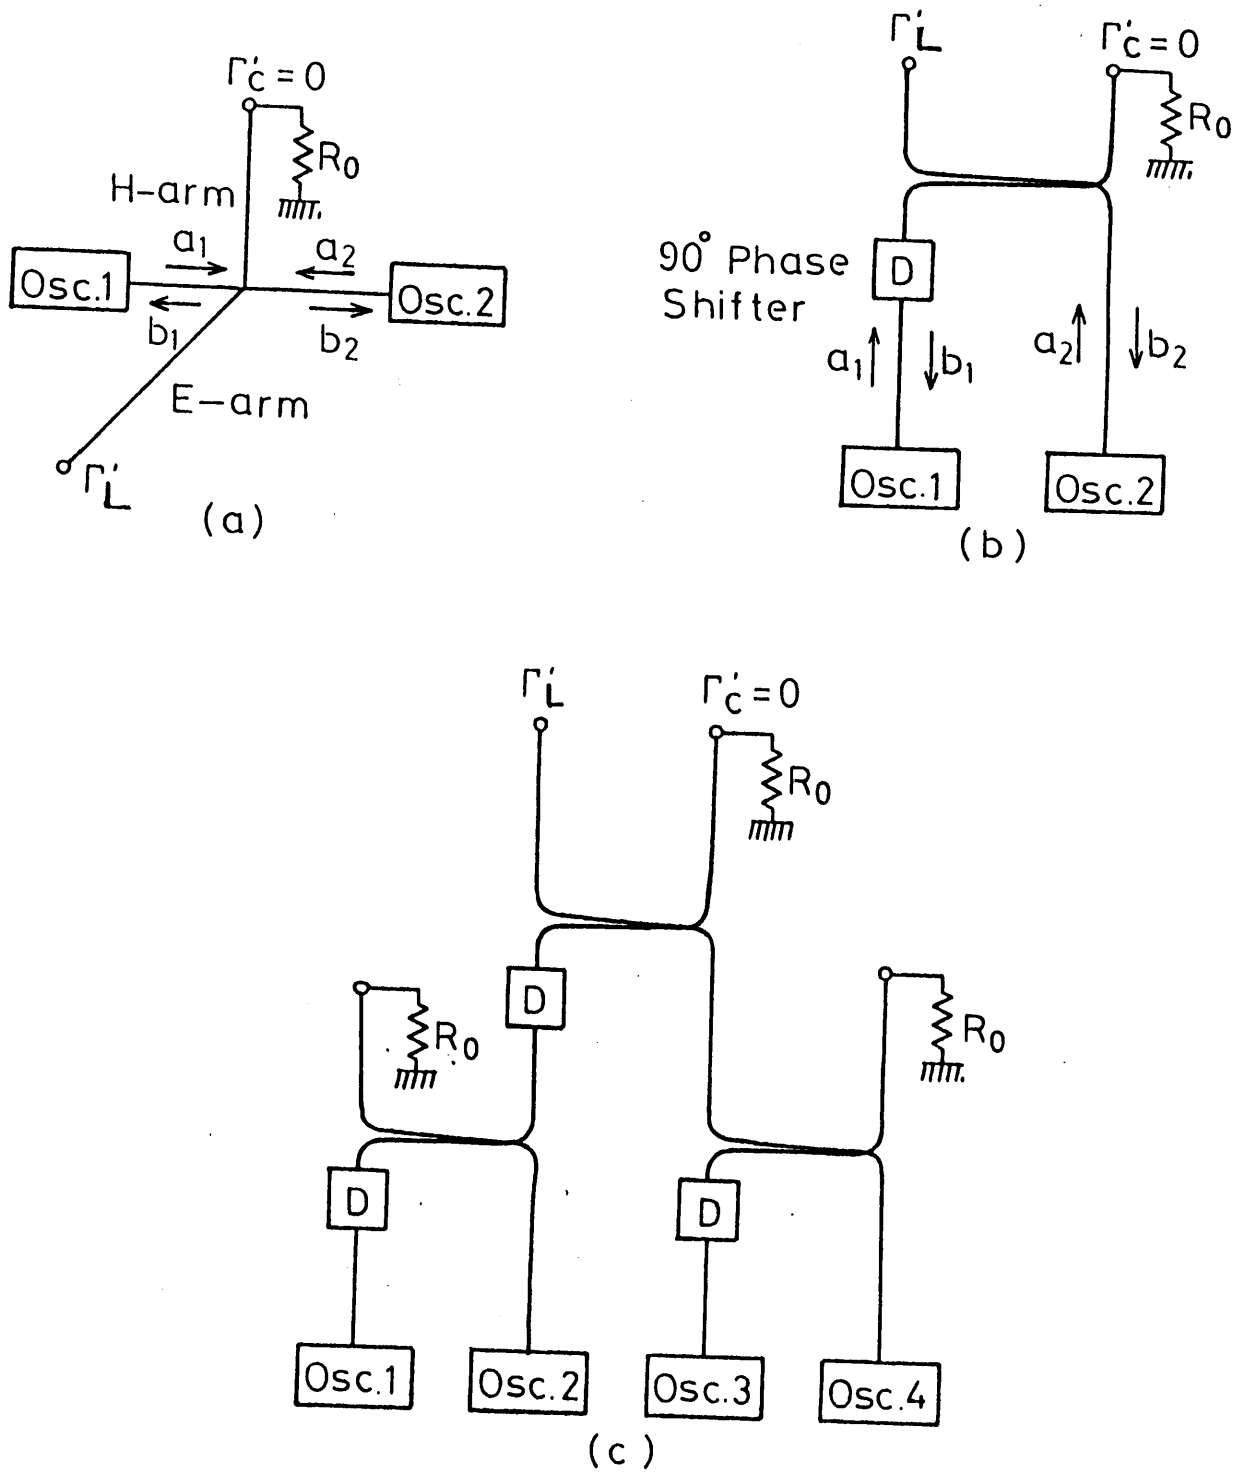 Γ'C = 0
R0
H-arm
a1
a2
Osc.1
Osc.2
b1
b2
E-arm
Γ'L
(a)
Γ'L
Γ'C = 0
R0
90° Phase
Shifter
D
a1
b1
a2
b2
Osc.1
Osc.2
(b)
Γ'L
Γ'C = 0
R0
D
R0
R0
D
D
Osc.1
Osc.2
Osc.3
Osc.4
(c)